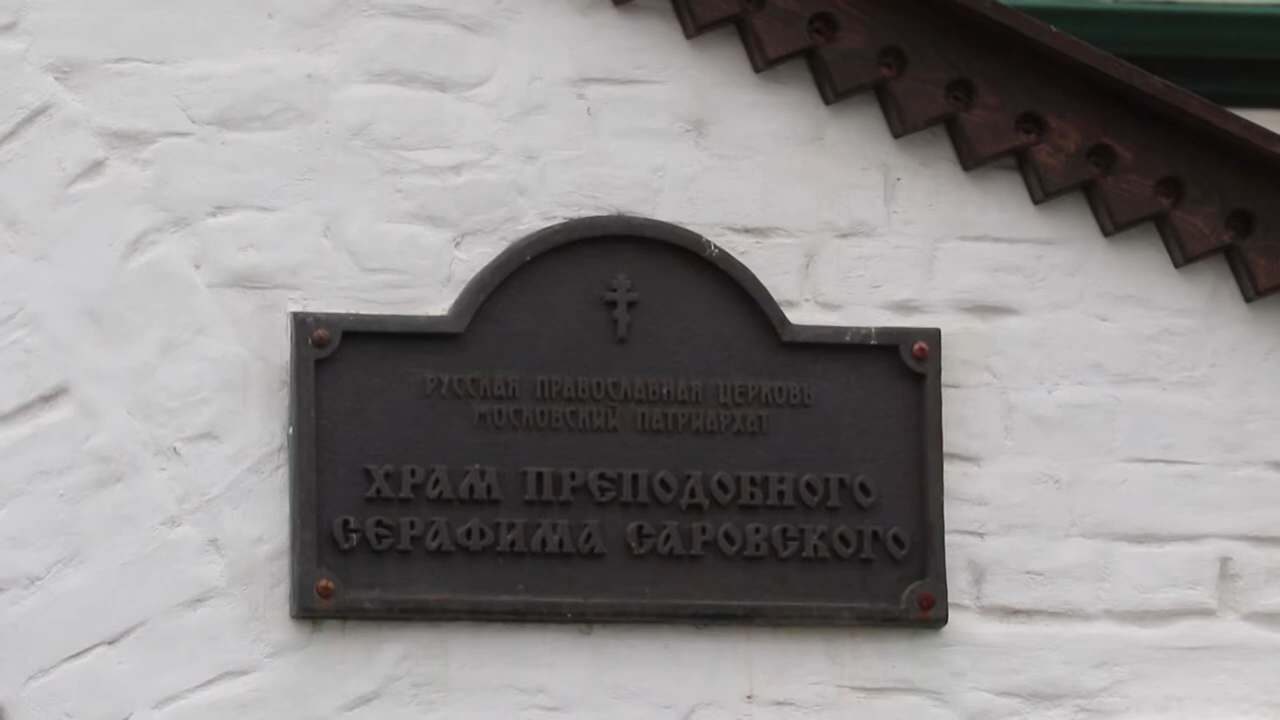 РУССКАЯ ПРАВОСЛАВНАЯ ЦЕРКОВЬ
МОСКОВСКИЙ ПАТРИАРХАТ
ХРАМ ПРЕПОДОБНОГО
СЕРАФИМА САРОВСКОГО